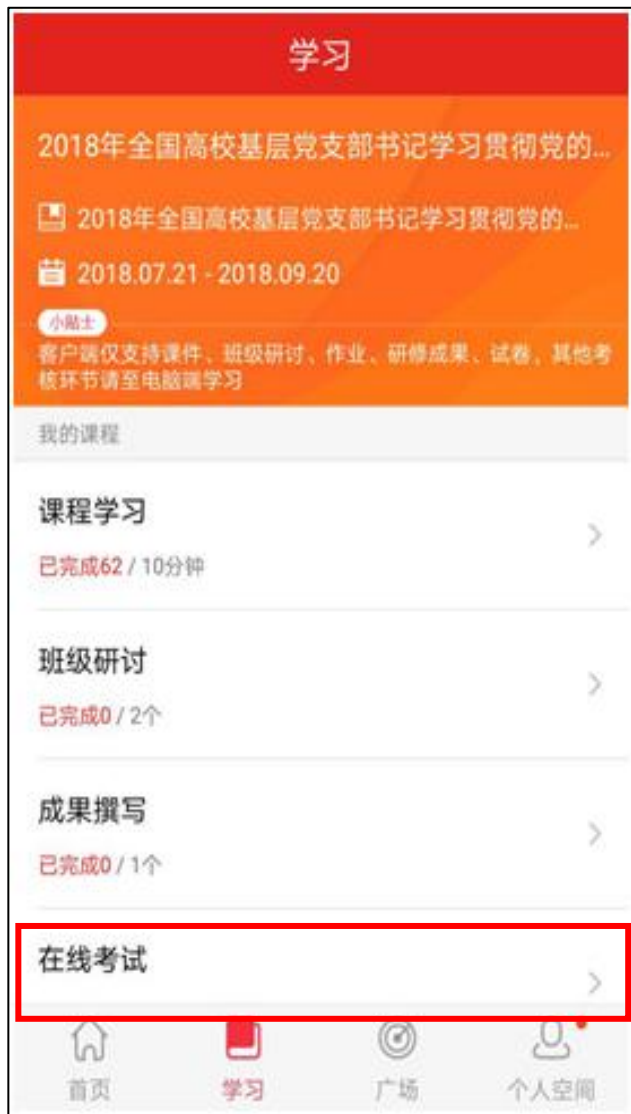 学习
2018年全国高校基层党支部书记学习贯彻党的...
2018年全国高校基层党支部书记学习贯彻党的...
2018.07.21 - 2018.09.20
小贴士
客户端仅支持课件、班级研讨、作业、研修成果、试卷，其他考
核环节请至电脑端学习
我的课程
课程学习
已完成62 / 10分钟
班级研讨
已完成0 / 2个
成果撰写
已完成0 / 1个
在线考试
首页
学习
广场
个人空间